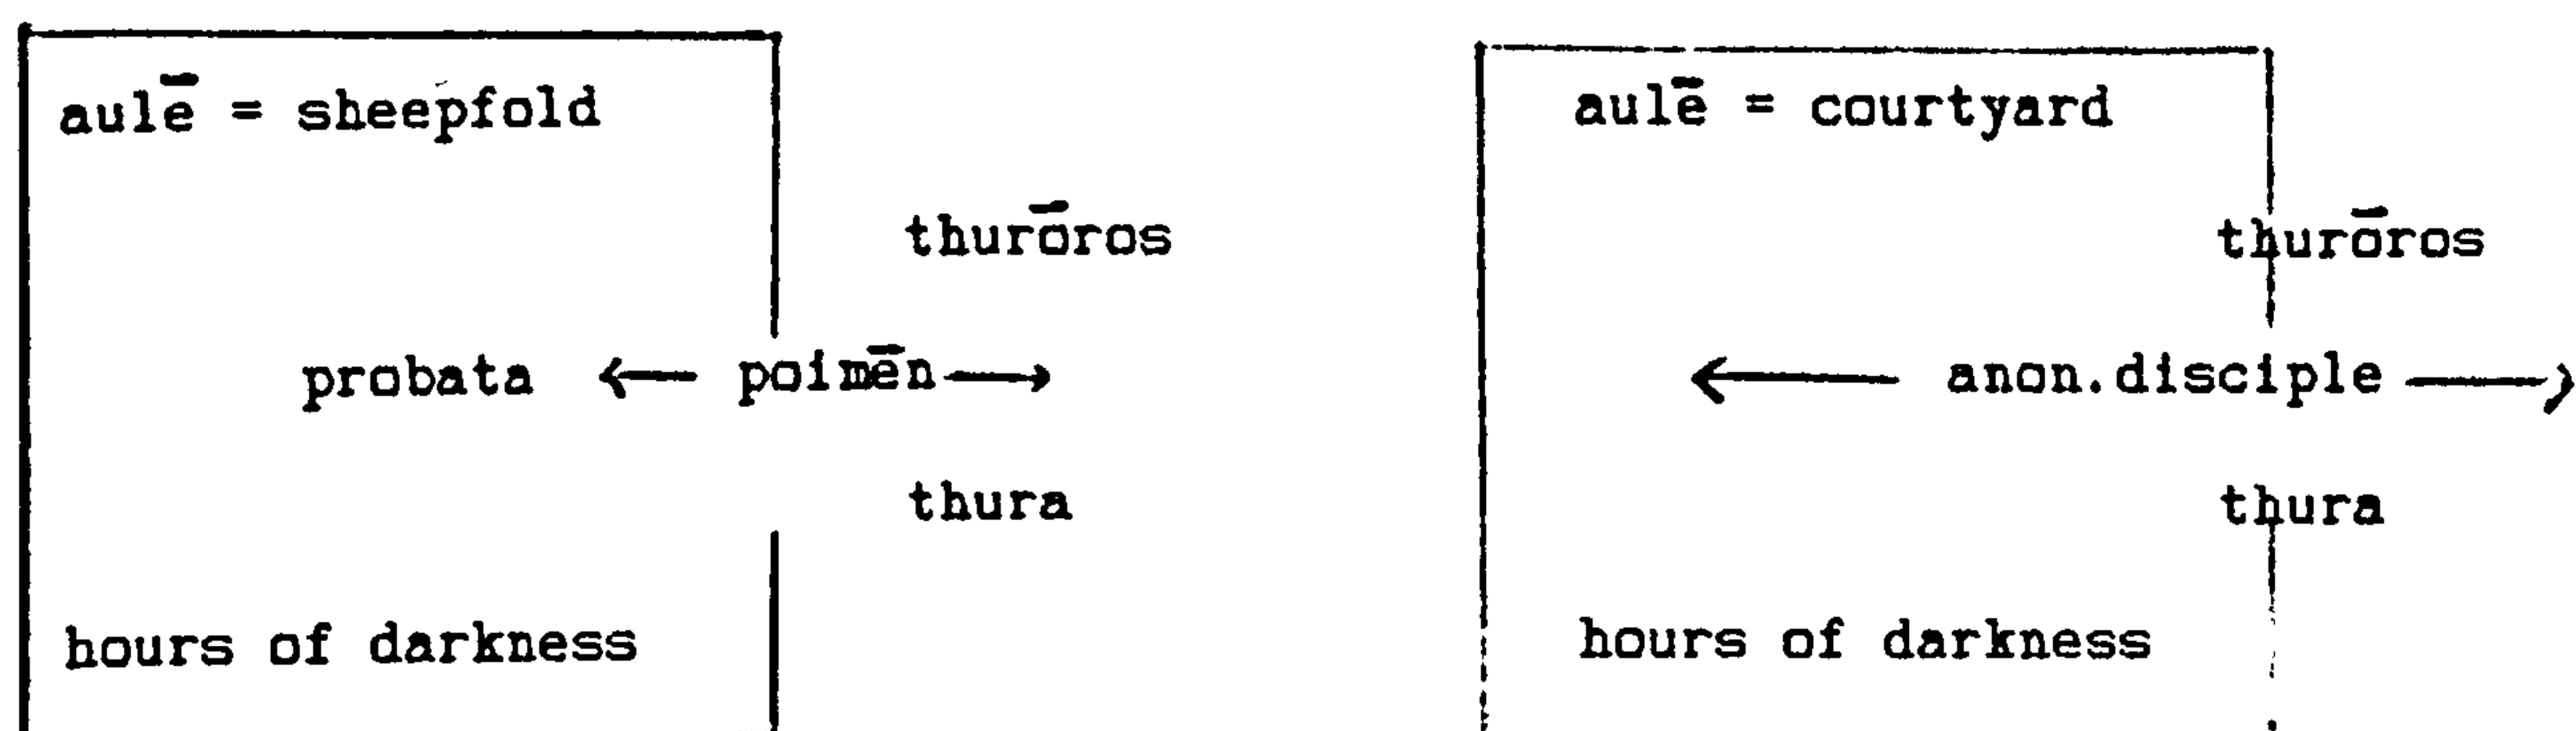 aulē = sheepfold
thurōros
probata ← poimēn →
thura
hours of darkness
aulē = courtyard
thurōros
← anon.disciple →
thura
hours of darkness